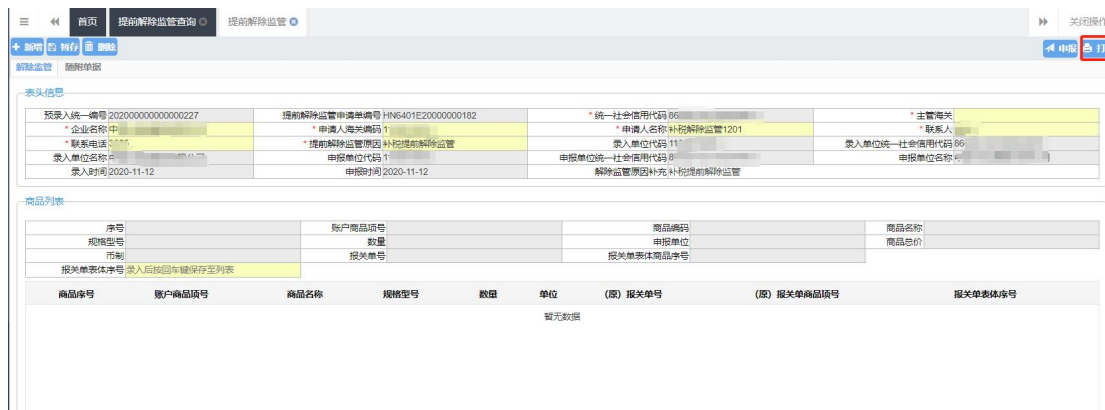 首页 提前解除监管查询 提前解除监管 关闭操作
新增 暂存 删除 申报 打
解除监管 随附单据
表头信息
预录入统一编号 202000000000000227 提前解除监管申请单编号 HN6401E20000000182 * 统一社会信用代码 86 * 主管海关
* 企业名称 中 * 申请人海关编码 1 * 申请人名称 补税解除监管1201 * 联系人
* 联系电话 * 提前解除监管原因 补税提前解除监管 录入单位代码 11 录入单位统一社会信用代码 86
录入单位名称 申报单位代码 1 申报单位统一社会信用代码 8 申报单位名称
录入时间 2020-11-12 申报时间 2020-11-12 解除监管原因补充 补税提前解除监管
商品列表
序号 账户商品项号 商品编码 商品名称
规格型号 数量 申报单位 商品总价
币制 报关单号 报关单表体商品序号
报关单表体序号 录入后按回车键保存至列表
商品序号 账户商品项号 商品名称 规格型号 数量 单位 (原) 报关单号 (原) 报关单商品项号 报关单表体序号
暂无数据